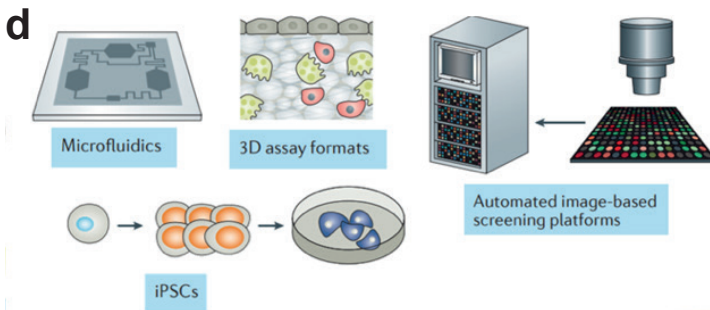 d
Microfluidics
3D assay formats
Automated image-based
screening platforms
iPSCs